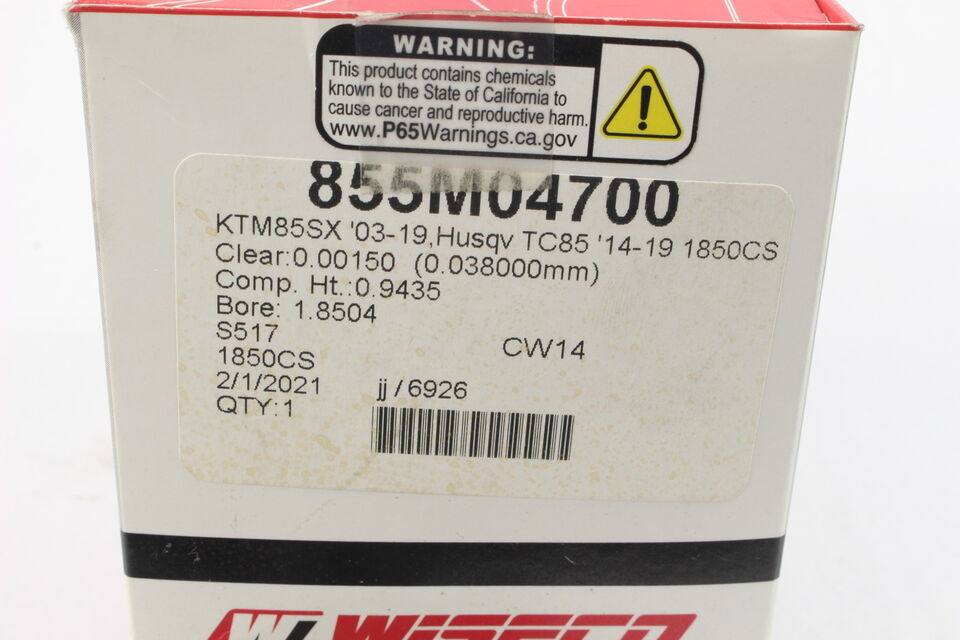 WARNING:
This product contains chemicals
known to the State of California to
cause cancer and reproductive harm.
www.P65Warnings.ca.gov
855M04700
KTM85SX '03-19,Husqv TC85 '14-19 1850CS
Clear:0.00150 (0.038000mm)
Comp. Ht.:0.9435
Bore: 1.8504
S517
CW14
1850CS
2/1/2021 jj/6926
QTY:1
W WISECO